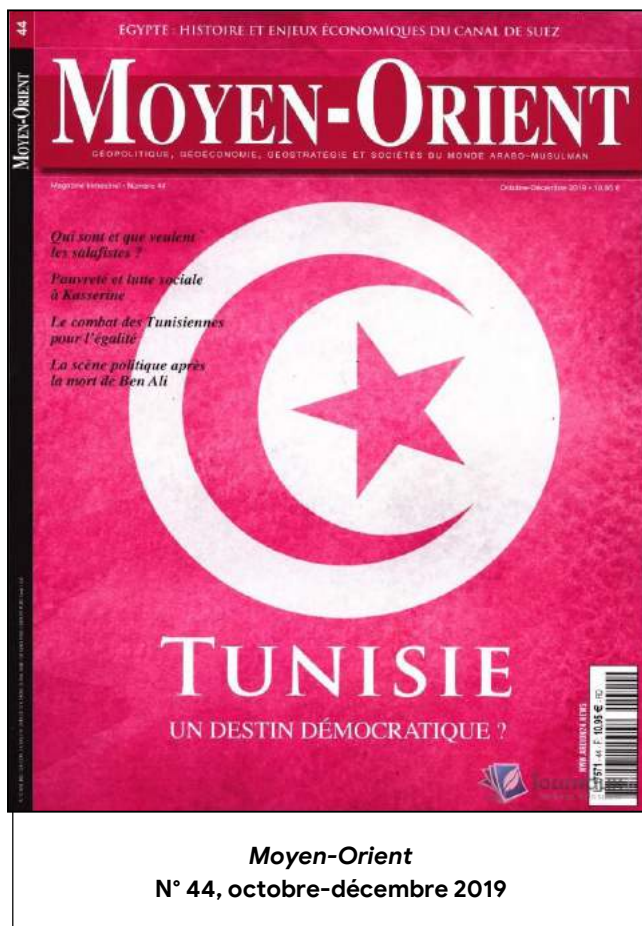 44
MOYEN-ORIENT
EGYPTE : HISTOIRE ET ENJEUX ÉCONOMIQUES DU CANAL DE SUEZ
MOYEN-ORIENT
GÉOPOLITIQUE, GÉOÉCONOMIE, GÉOSTRATÉGIE ET SOCIÉTÉS DU MONDE ARABO-MUSULMAN
Magazine trimestriel • Numéro 44
Octobre-Décembre 2019 • 10,95 €
Qui sont et que veulent
les salafistes ?
Pauvreté et lutte sociale
à Kasserine
Le combat des Tunisiennes
pour l'égalité
La scène politique après
la mort de Ben Ali
TUNISIE
UN DESTIN DÉMOCRATIQUE ?
WWW.AREION24.NEWS
Moyen-Orient
N° 44, octobre-décembre 2019